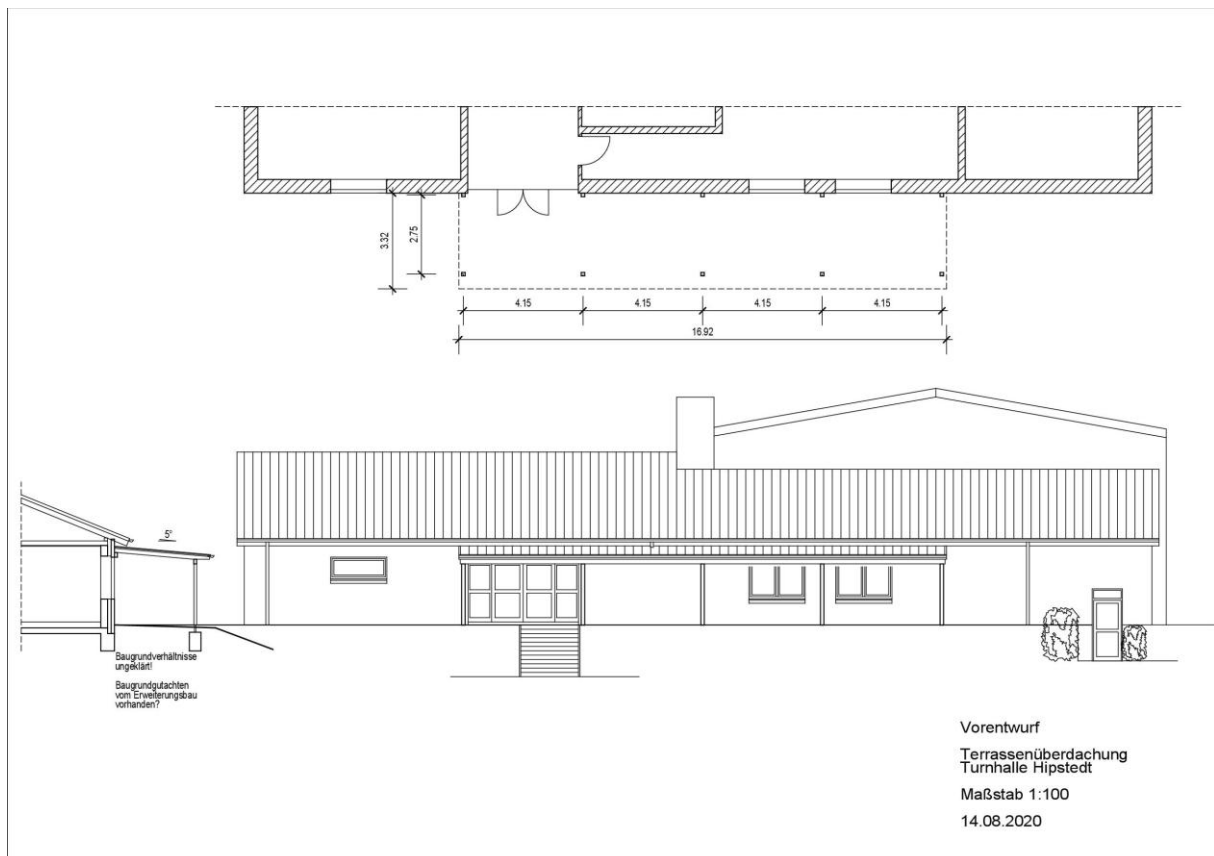 3.32
2.75
4.15
4.15
4.15
4.15
16.92
5°
Baugrundverhältnisse
ungeklärt!
Baugrundgutachten
vom Erweiterungsbau
vorhanden?
Vorentwurf
Terrassenüberdachung
Turnhalle Hipstedt
Maßstab 1:100
14.08.2020